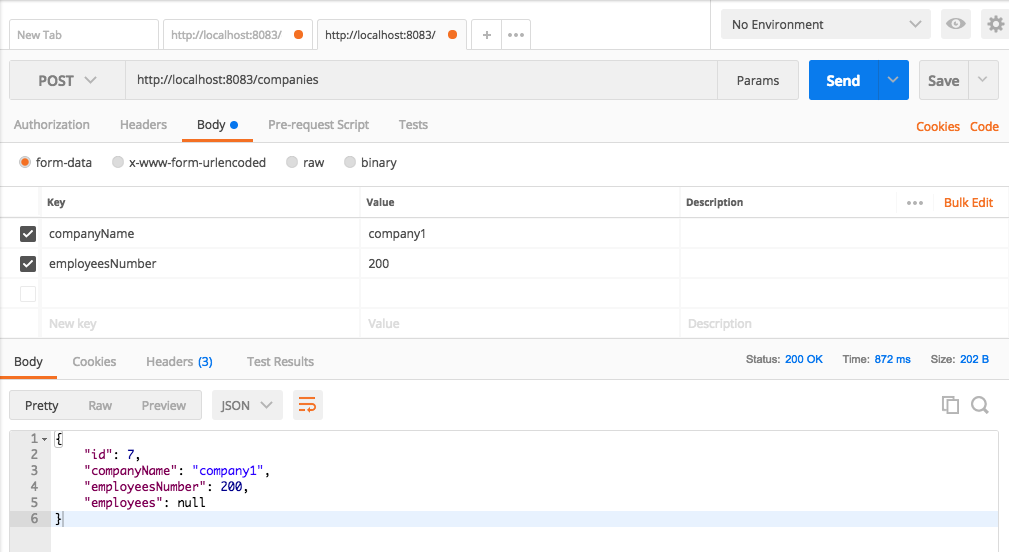 New Tab http://localhost:8083/ http://localhost:8083/ + ••• No Environment
POST http://localhost:8083/companies Params Send Save
Authorization Headers Body Pre-request Script Tests Cookies Code
form-data x-www-form-urlencoded raw binary
Key Value Description ••• Bulk Edit
companyName company1
employeesNumber 200
New key Value Description
Body Cookies Headers (3) Test Results Status: 200 OK Time: 872 ms Size: 202 B
Pretty Raw Preview JSON
1 {
2 "id": 7,
3 "companyName": "company1",
4 "employeesNumber": 200,
5 "employees": null
6 }